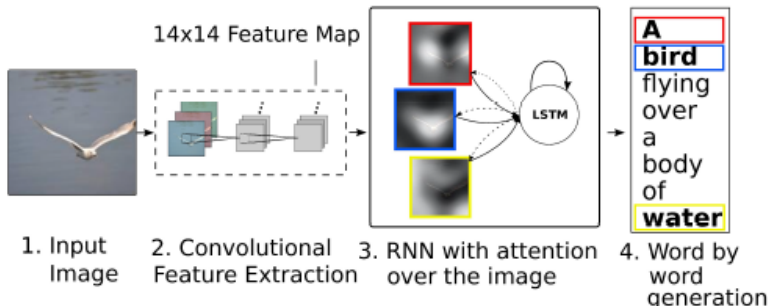 14x14 Feature Map
LSTM
A
bird
flying
over
a
body
of
water
1. Input
Image
2. Convolutional
Feature Extraction
3. RNN with attention
over the image
4. Word by
word
generation